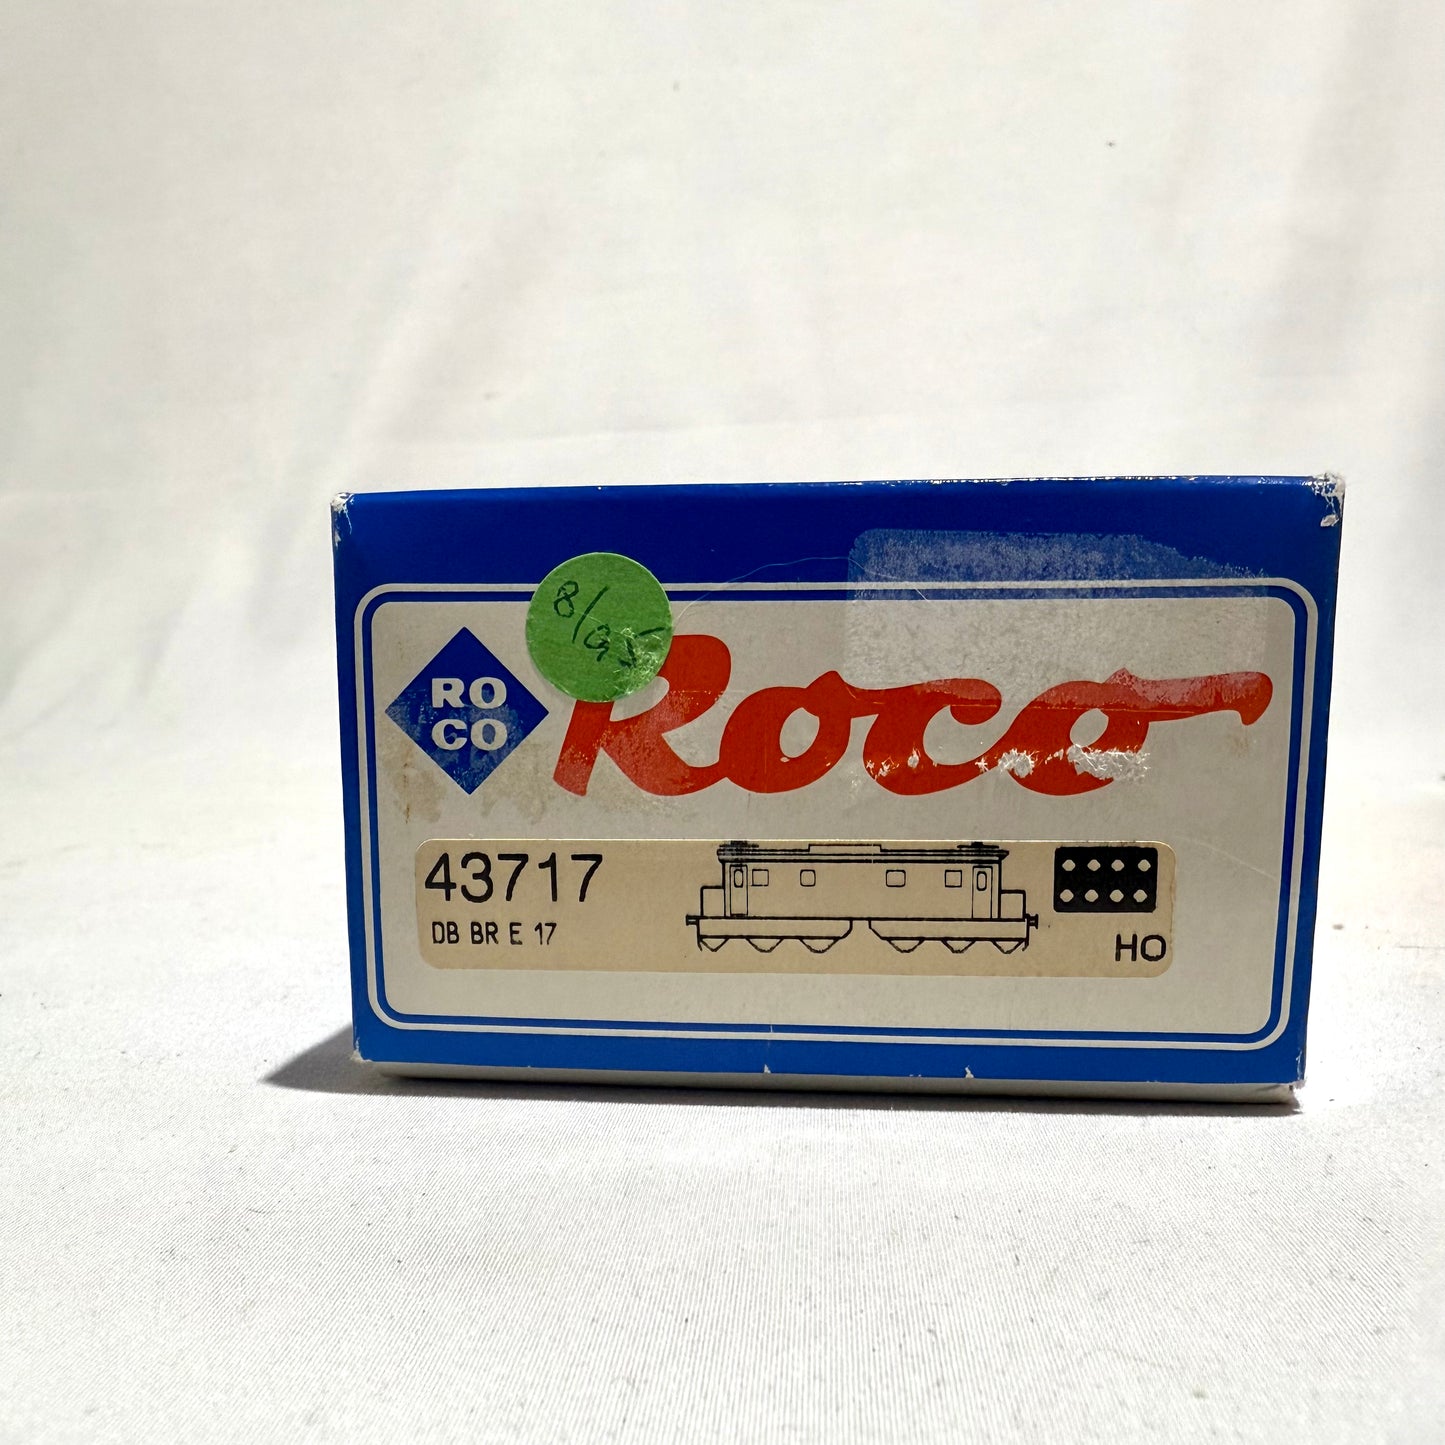 8/95
RO
CO
Roco
43717
DB BR E 17
HO